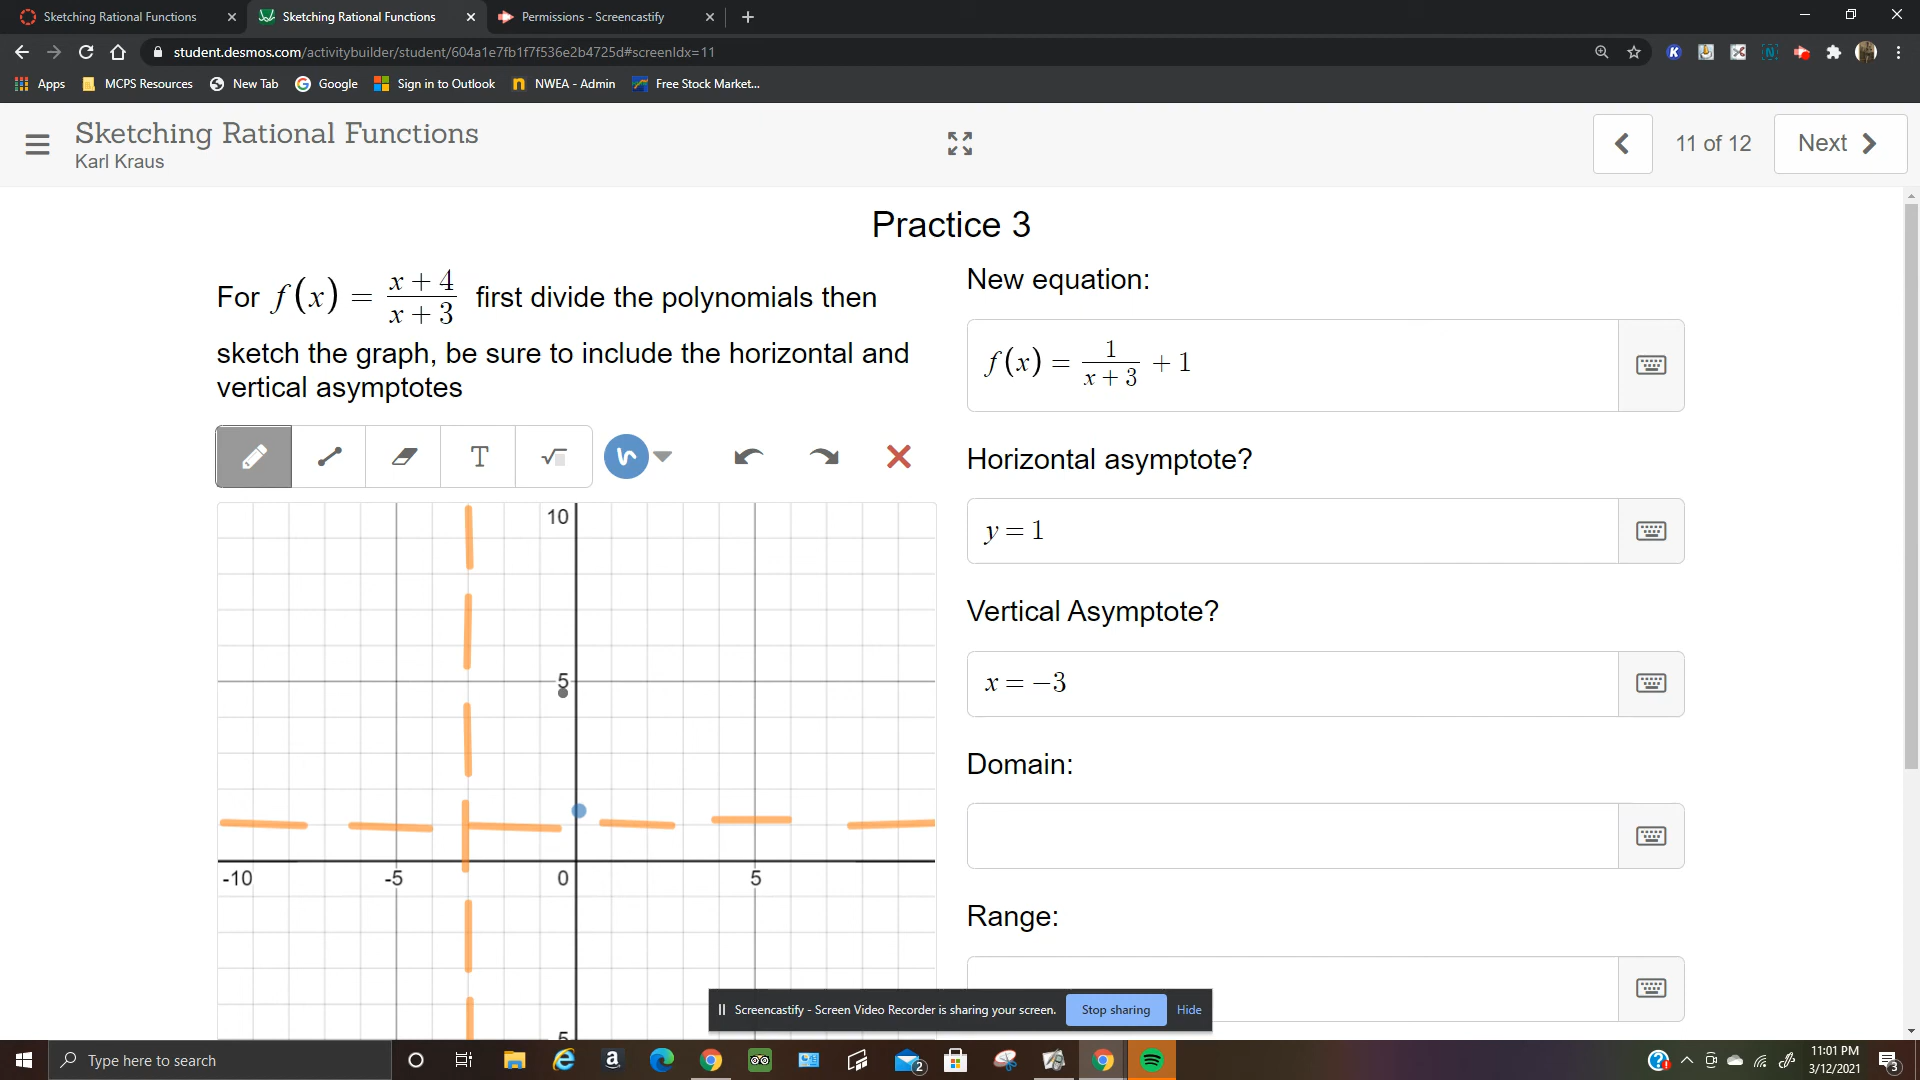 Sketching Rational Functions
Sketching Rational Functions
Permissions - Screencastify
student.desmos.com/activitybuilder/student/604a1e7fb1f7f536e2b4725d#screenIdx=11
Apps MCPS Resources New Tab Google Sign in to Outlook NWEA - Admin Free Stock Market...
Sketching Rational Functions
Karl Kraus
11 of 12
Next
Practice 3
For f(x) = (x + 4)/(x + 3) first divide the polynomials then
sketch the graph, be sure to include the horizontal and
vertical asymptotes
T
10
5
-10 -5 0 5
5
New equation:
f(x) = 1/(x + 3) + 1
Horizontal asymptote?
y = 1
Vertical Asymptote?
x = −3
Domain:
Range:
Screencastify - Screen Video Recorder is sharing your screen. Stop sharing Hide
Type here to search
2
11:01 PM
3/12/2021
3